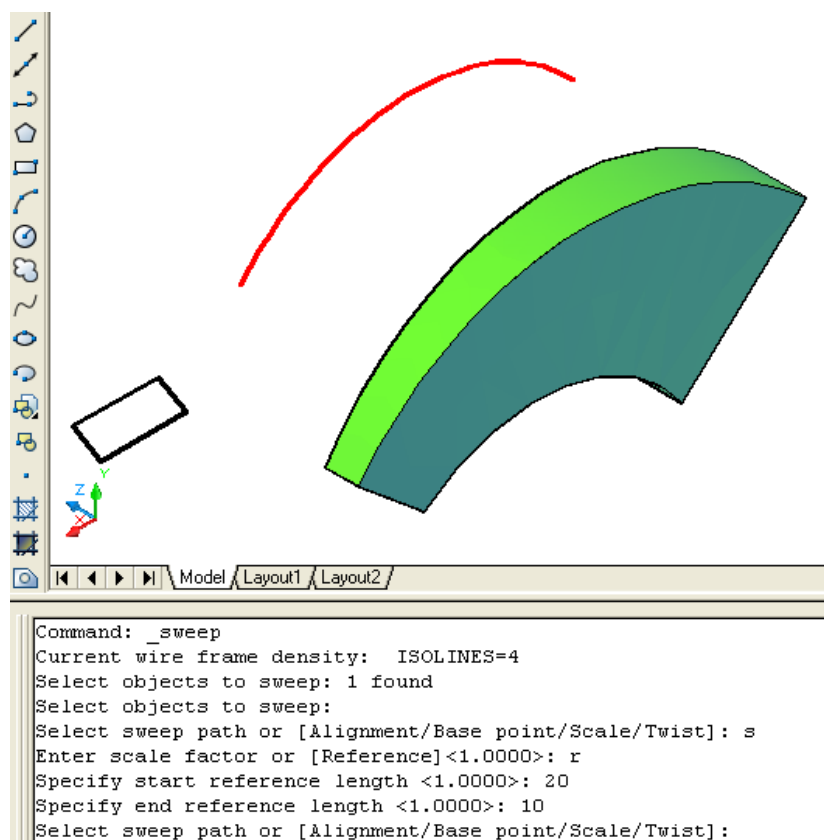 Z
Y
X
Model Layout1 Layout2
Command: _sweep
Current wire frame density:  ISOLINES=4
Select objects to sweep: 1 found
Select objects to sweep:
Select sweep path or [Alignment/Base point/Scale/Twist]: s
Enter scale factor or [Reference]<1.0000>: r
Specify start reference length <1.0000>: 20
Specify end reference length <1.0000>: 10
Select sweep path or [Alignment/Base point/Scale/Twist]: